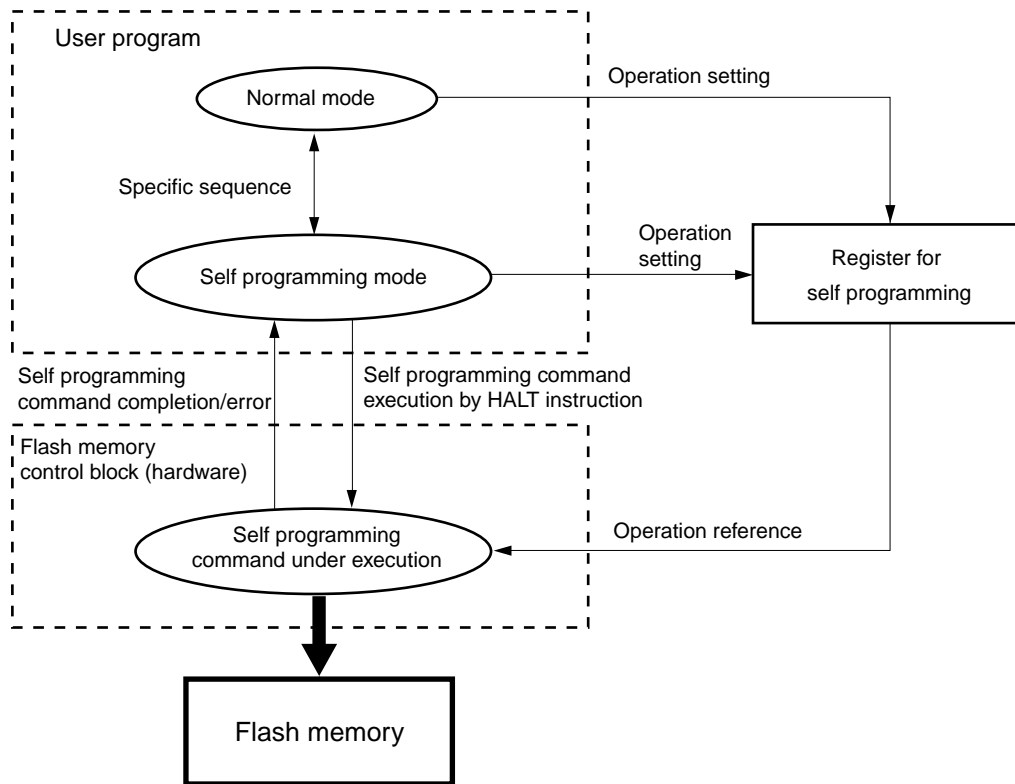 User program
Normal mode
Operation setting
Specific sequence
Operation
setting
Self programming mode
Register for
self programming
Self programming
command completion/error
Self programming command
execution by HALT instruction
Flash memory
control block (hardware)
Self programming
command under execution
Operation reference
Flash memory